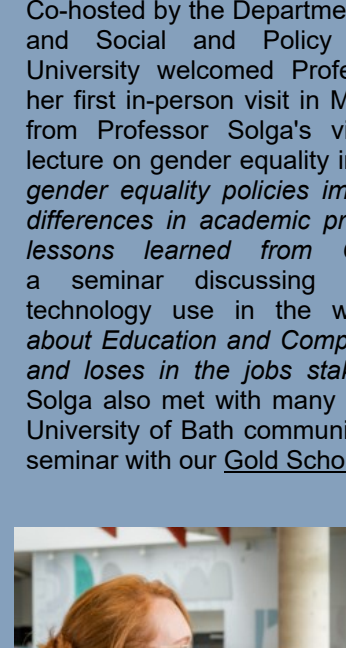 Co-hosted by the Departme
and Social and Policy
University welcomed Profe
her first in-person visit in M
from Professor Solga's vi
lecture on gender equality i
gender equality policies im
differences in academic pr
lessons learned from
a seminar discussing
technology use in the w
about Education and Comp
and loses in the jobs stak
Solga also met with many
University of Bath communi
seminar with our Gold Scho